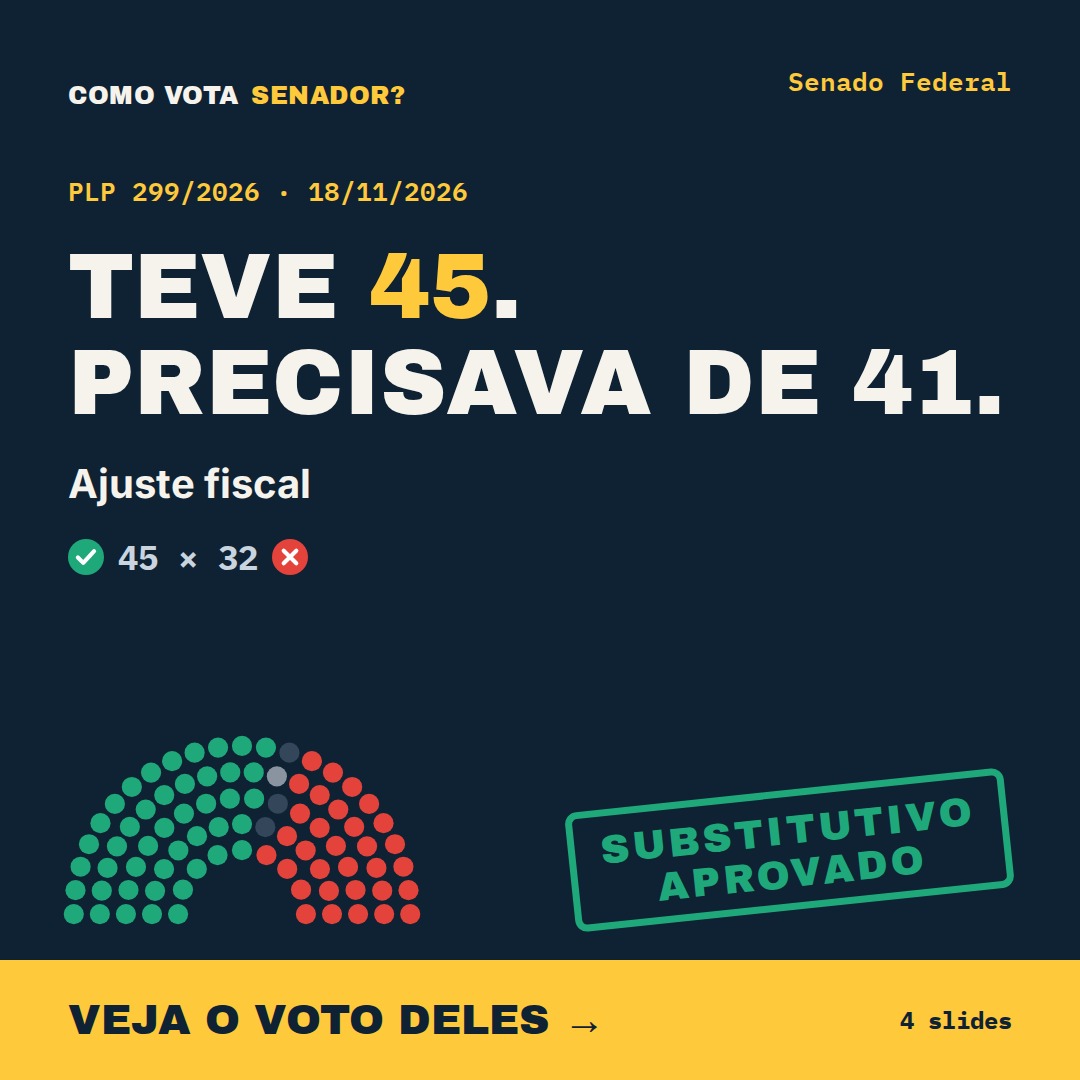 COMO VOTA SENADOR?
Senado Federal
PLP 299/2026 · 18/11/2026
TEVE 45.
PRECISAVA DE 41.
Ajuste fiscal
45 × 32
SUBSTITUTIVO
APROVADO
VEJA O VOTO DELES →
4 slides